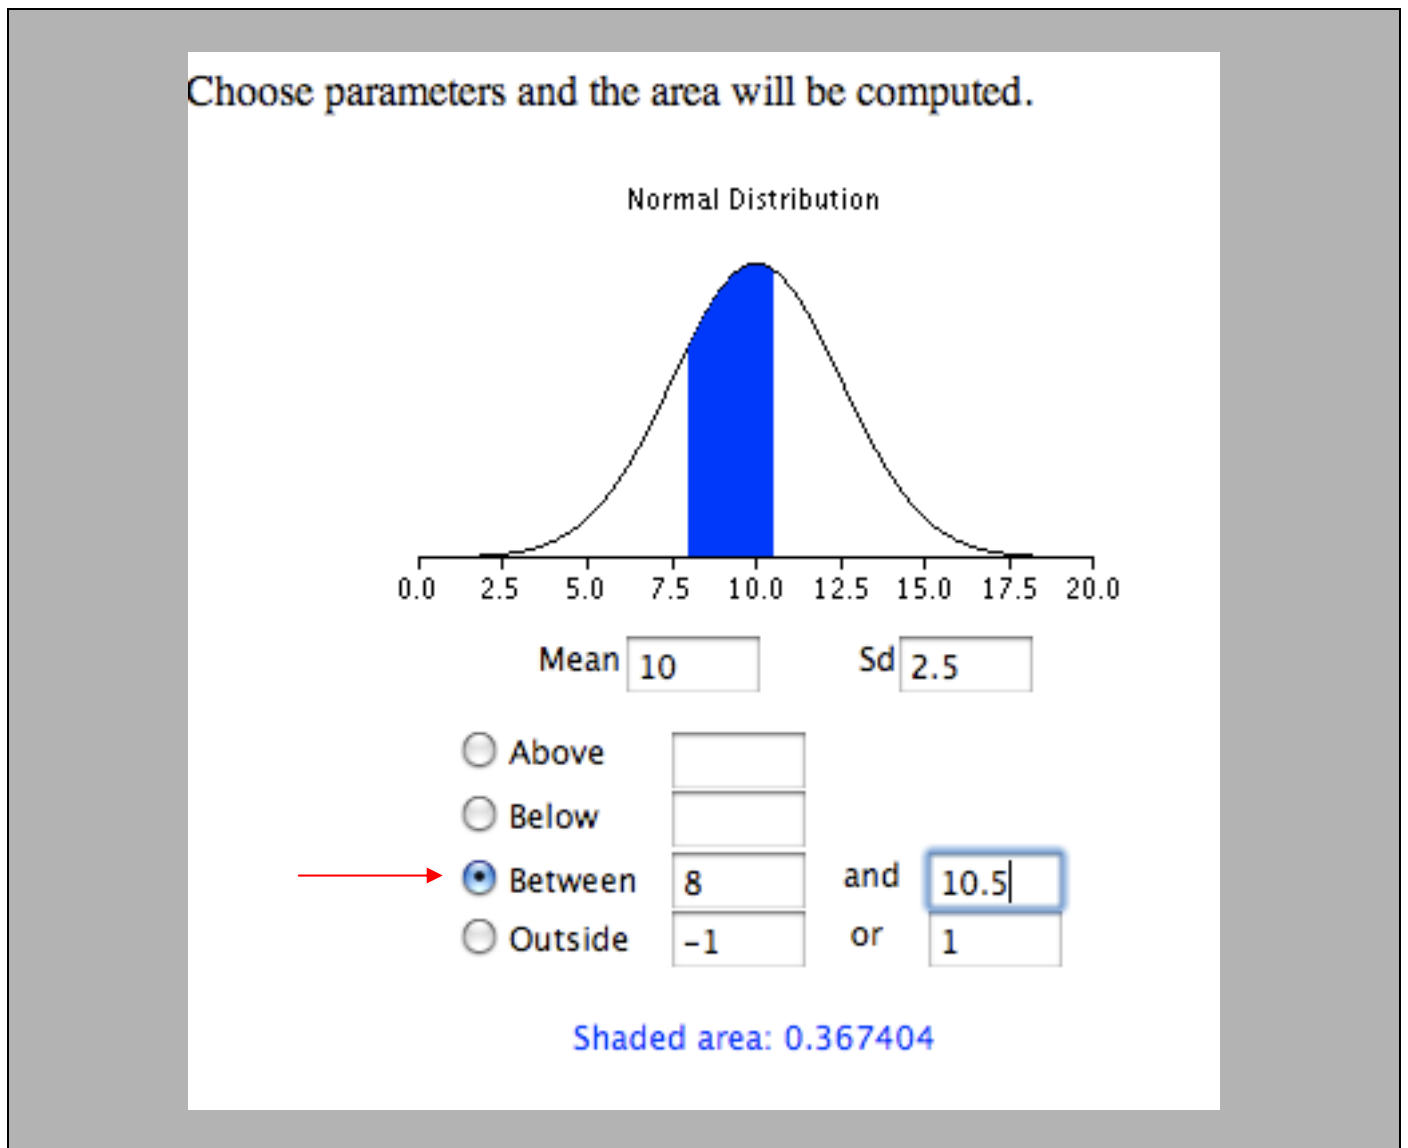 Choose parameters and the area will be computed.
Normal Distribution
0.0 2.5 5.0 7.5 10.0 12.5 15.0 17.5 20.0
Mean 10 Sd 2.5
Above
Below
Between 8 and 10.5
Outside -1 or 1
Shaded area: 0.367404